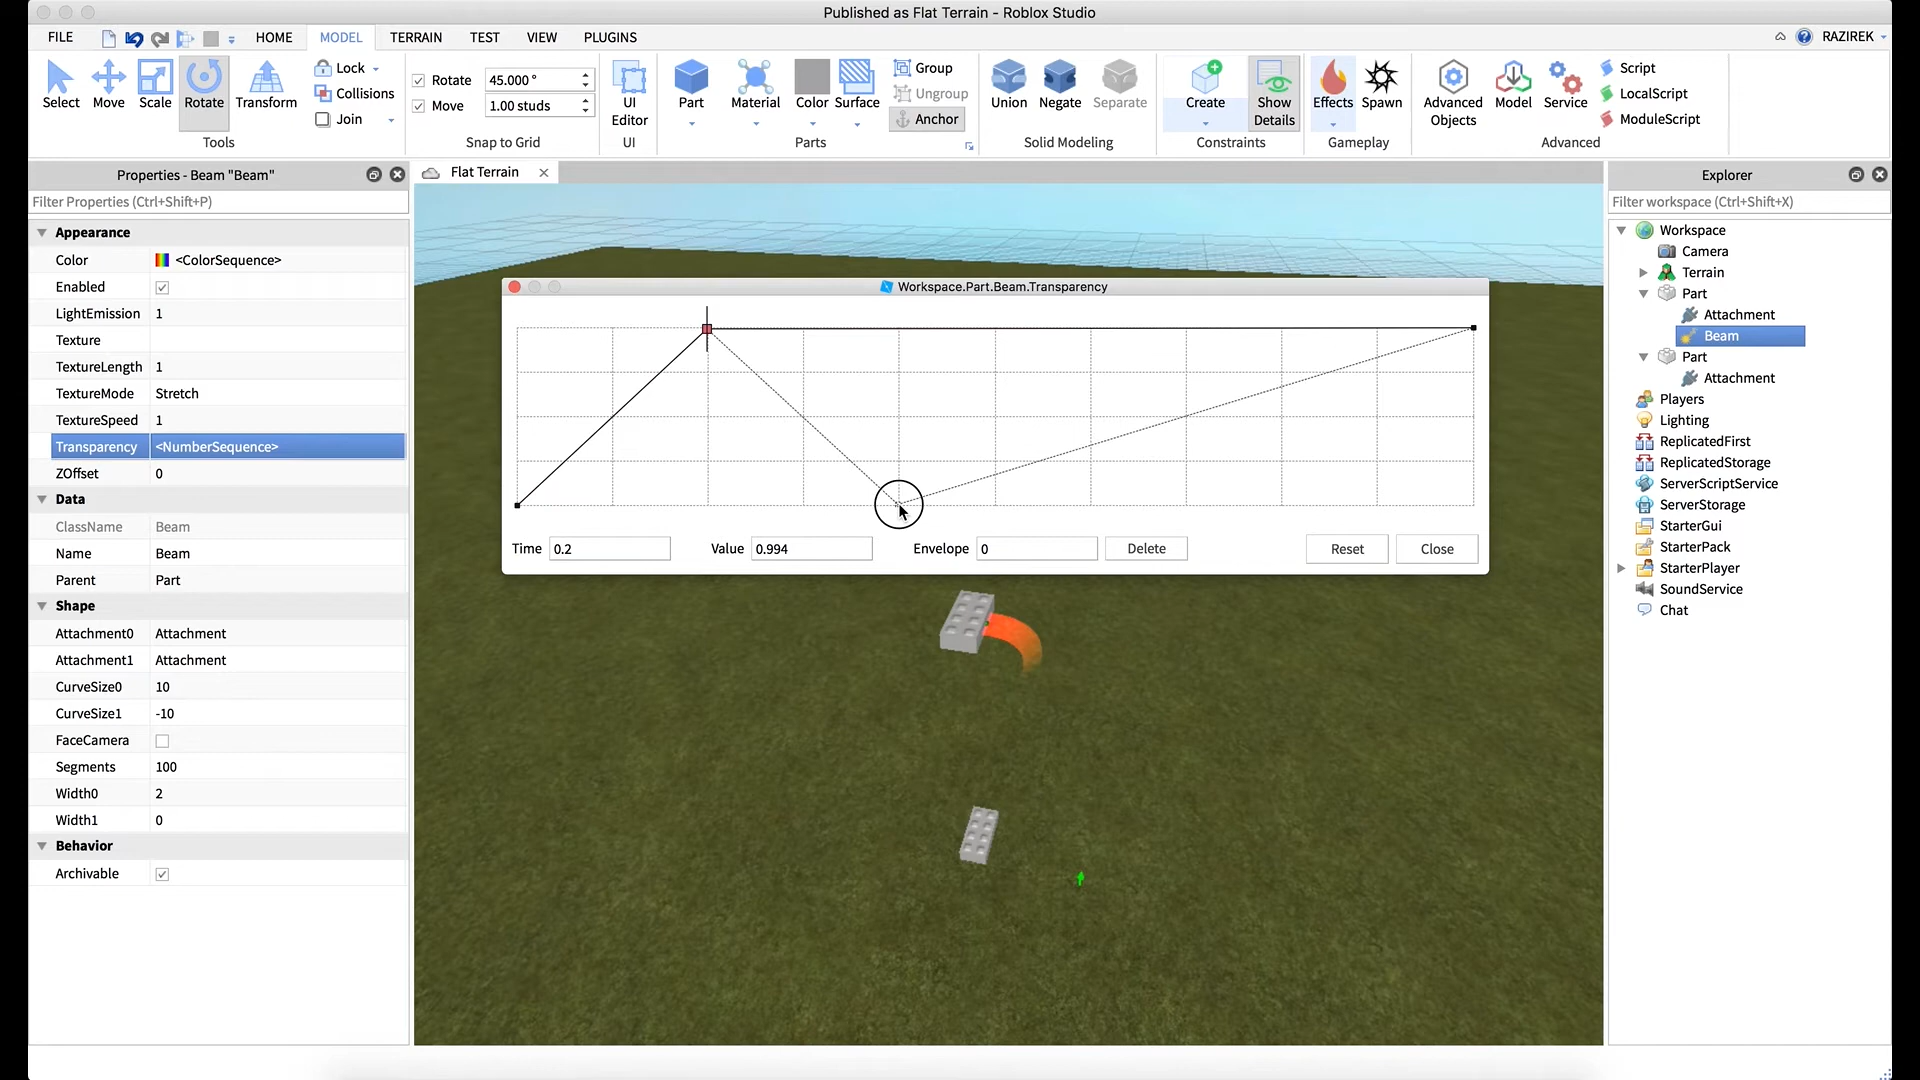 Published as Flat Terrain - Roblox Studio
FILE HOME MODEL TERRAIN TEST VIEW PLUGINS RAZIREK
Select Move Scale Rotate Transform
Lock
Collisions
Join
Tools
Rotate 45.000 °
Move 1.00 studs
Snap to Grid
UI Editor
UI
Part Material Color Surface
Group
Ungroup
Anchor
Parts
Union Negate Separate
Solid Modeling
Create Show Details
Constraints
Effects Spawn
Gameplay
Advanced Objects Model Service
Script
LocalScript
ModuleScript
Advanced
Properties - Beam "Beam"
Filter Properties (Ctrl+Shift+P)
Appearance
Color <ColorSequence>
Enabled
LightEmission 1
Texture
TextureLength 1
TextureMode Stretch
TextureSpeed 1
Transparency <NumberSequence>
ZOffset 0
Data
ClassName Beam
Name Beam
Parent Part
Shape
Attachment0 Attachment
Attachment1 Attachment
CurveSize0 10
CurveSize1 -10
FaceCamera
Segments 100
Width0 2
Width1 0
Behavior
Archivable
Flat Terrain
Workspace.Part.Beam.Transparency
Time 0.2 Value 0.994 Envelope 0 Delete Reset Close
Explorer
Filter workspace (Ctrl+Shift+X)
Workspace
Camera
Terrain
Part
Attachment
Beam
Part
Attachment
Players
Lighting
ReplicatedFirst
ReplicatedStorage
ServerScriptService
ServerStorage
StarterGui
StarterPack
StarterPlayer
SoundService
Chat